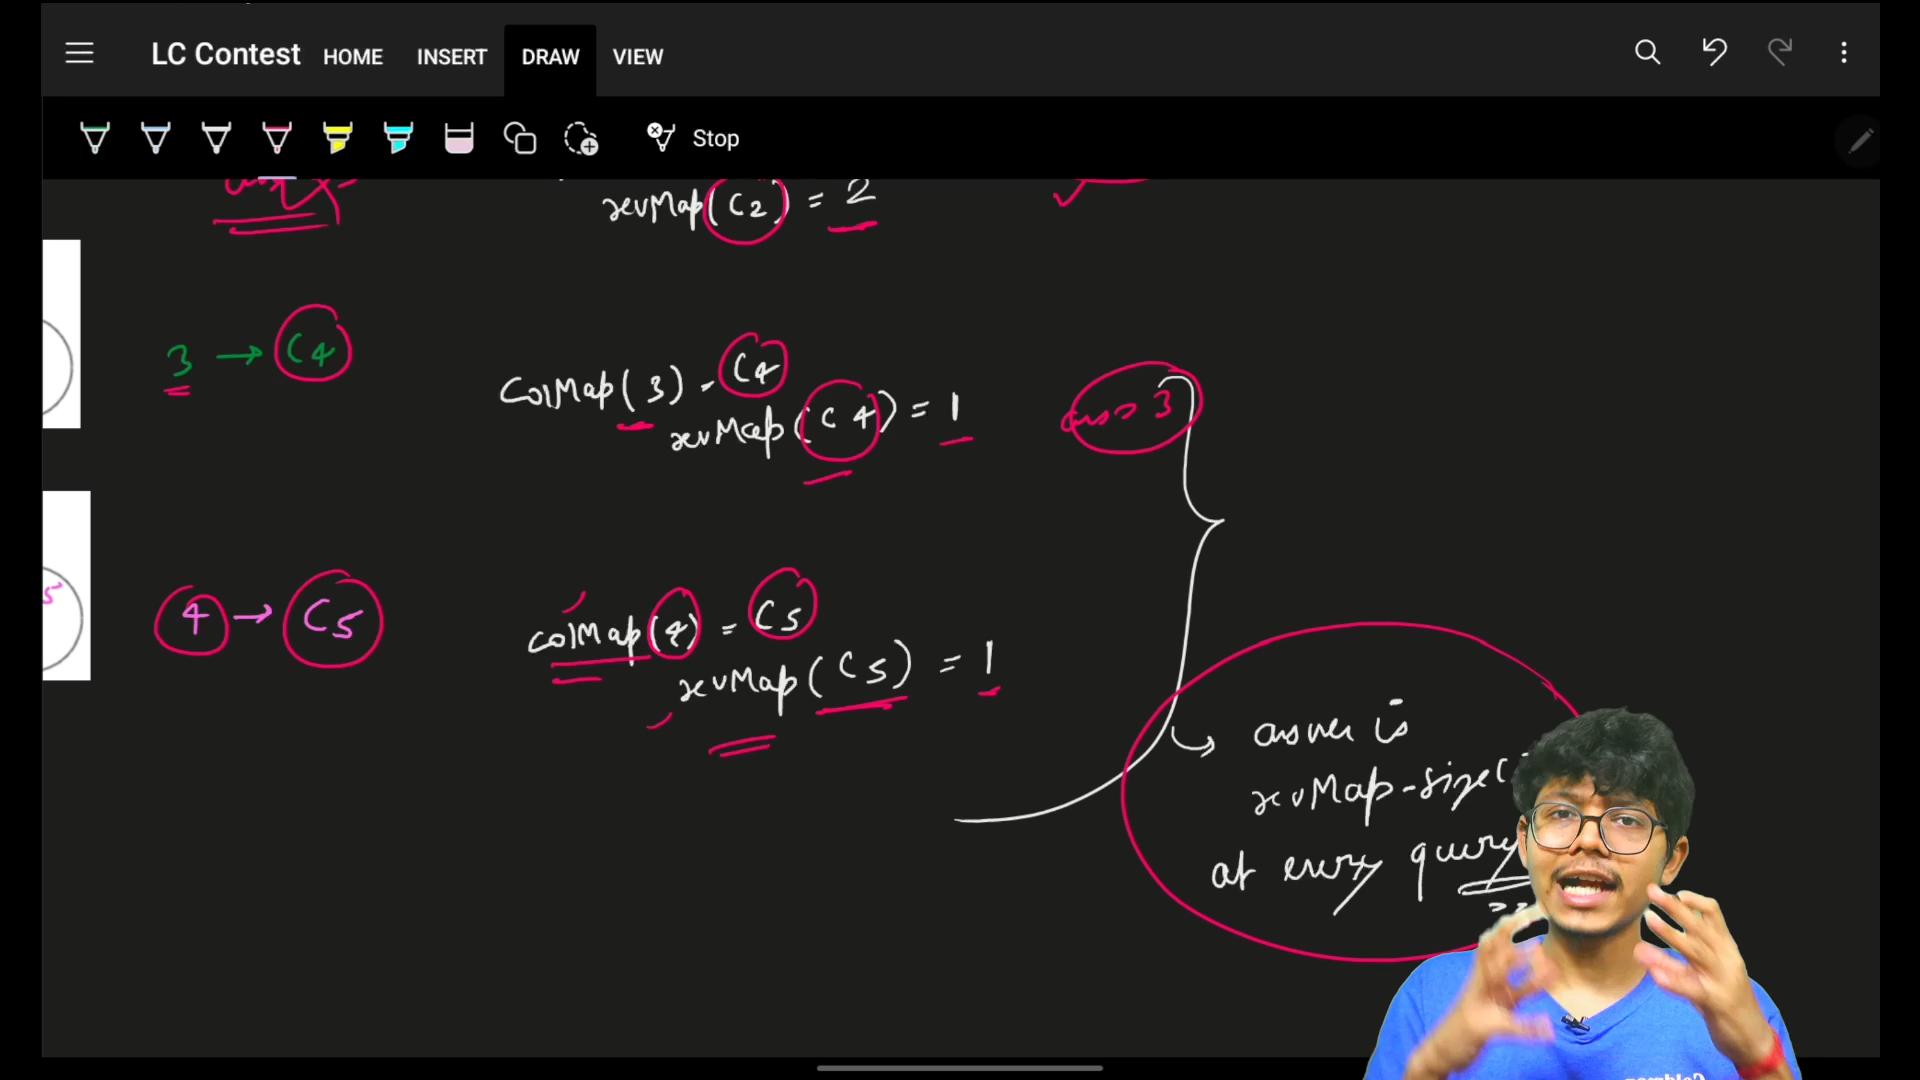 LC Contest HOME INSERT DRAW VIEW
Stop
revMap(C2) = 2
3 → C4
ColMap(3) - C4
revMap(C4) = 1
ans = 3
4 → C5
colMap(4) = C5
revMap(C5) = 1
answer is
revMap-size(
at every query
5